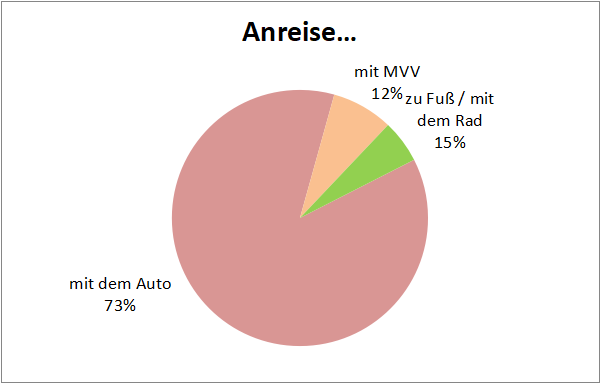 Anreise...
mit MVV
12%
zu Fuß / mit
dem Rad
15%
mit dem Auto
73%